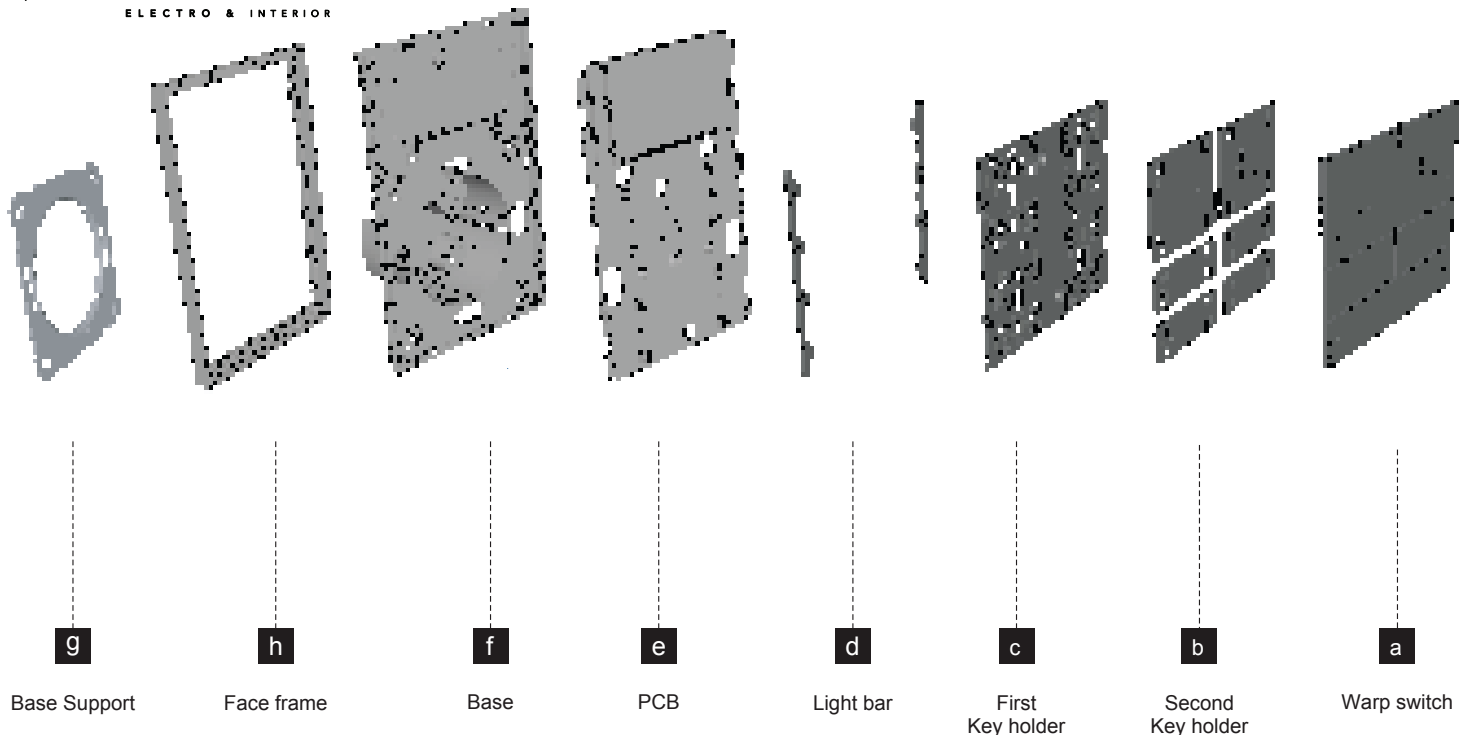 ELECTRO & INTERIOR
g h f e d c b a
Base Support Face frame Base PCB Light bar First Key holder Second Key holder Warp switch